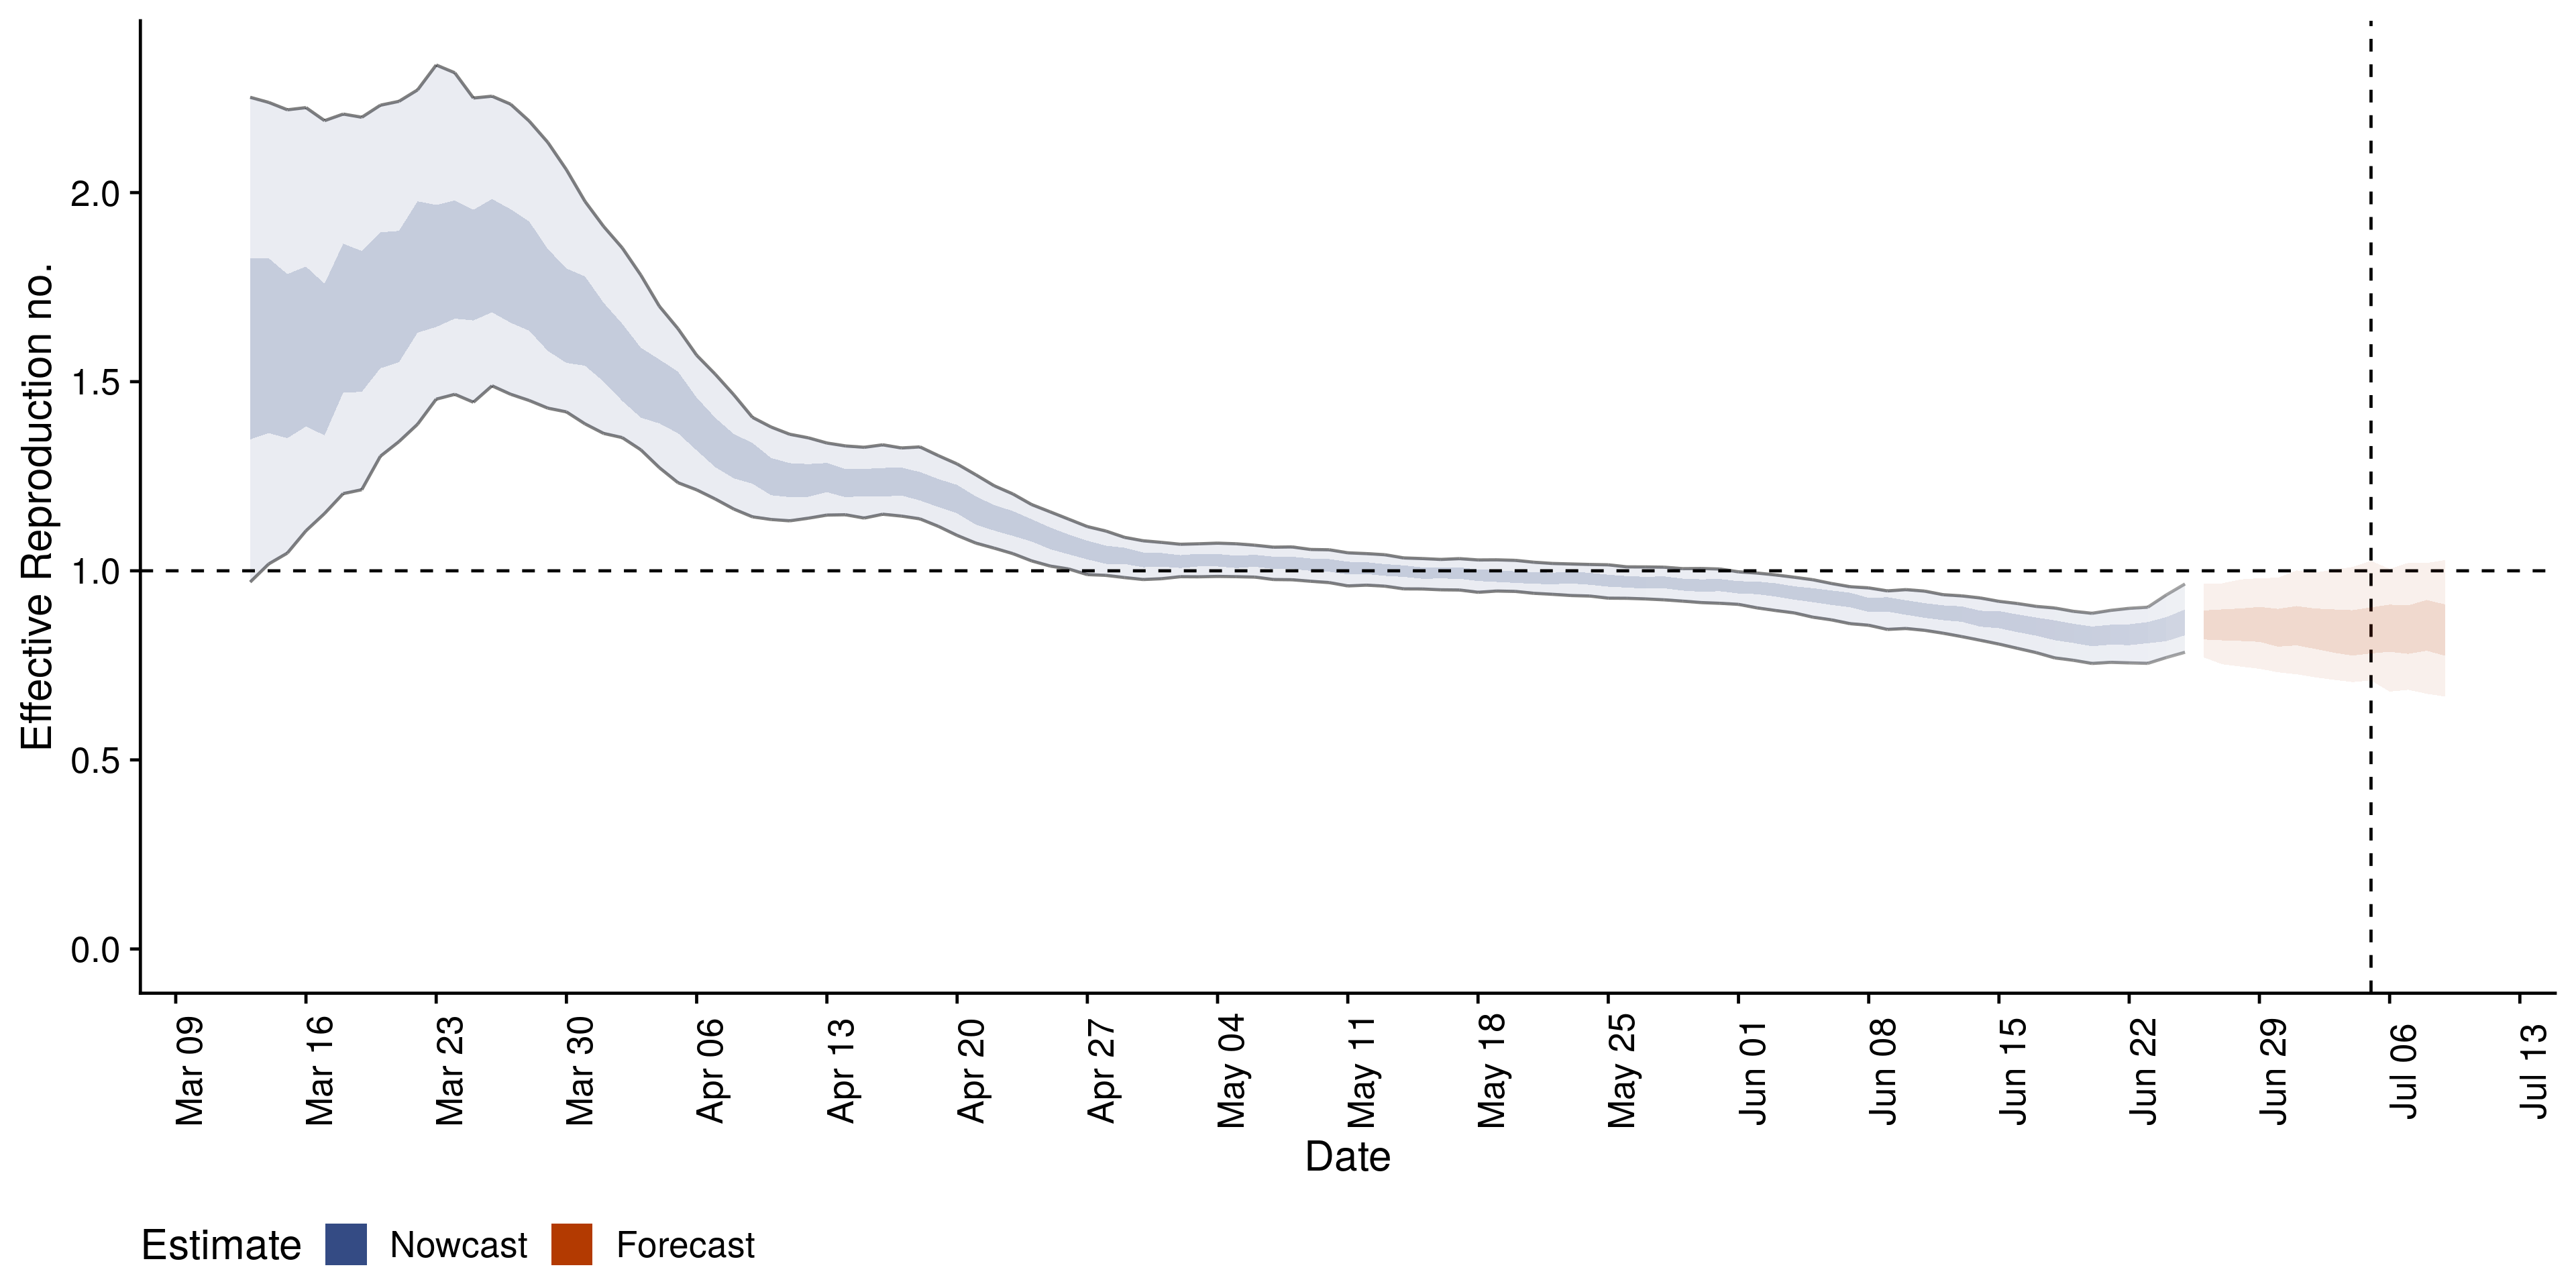 Effective Reproduction no.
2.0
1.5
1.0
0.5
0.0
Mar 09
Mar 16
Mar 23
Mar 30
Apr 06
Apr 13
Apr 20
Apr 27
May 04
May 11
May 18
May 25
Jun 01
Jun 08
Jun 15
Jun 22
Jun 29
Jul 06
Jul 13
Date
Estimate Nowcast Forecast